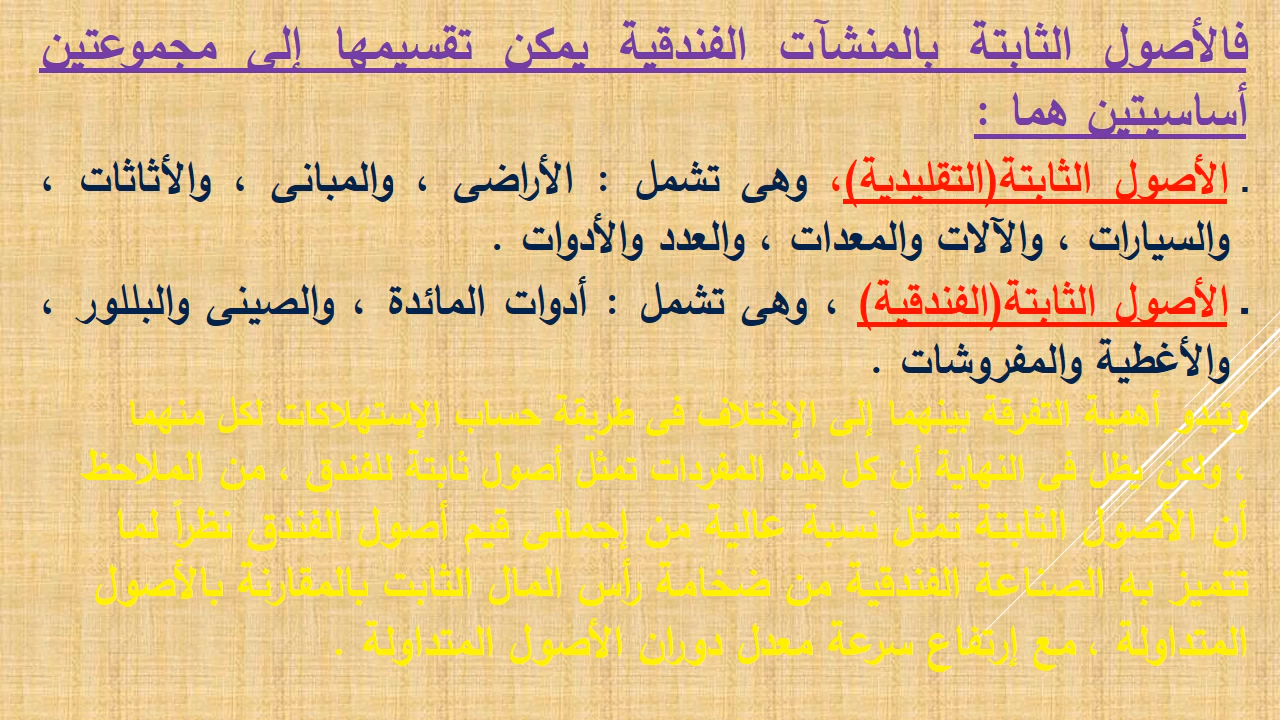 فالأصول الثابتة بالمنشآت الفندقية يمكن تقسيمها إلى مجموعتين
أساسيتين هما :
. الأصول الثابتة(التقليدية)، وهى تشمل : الأراضى ، والمبانى ، والأثاثات ،
والسيارات ، والآلات والمعدات ، والعدد والأدوات .
. الأصول الثابتة(الفندقية) ، وهى تشمل : أدوات المائدة ، والصينى والبللور ،
والأغطية والمفروشات .
وتبدو أهمية التفرقة بينهما إلى الإختلاف فى طريقة حساب الإستهلاكات لكل منهما
، ولكن يظل فى النهاية أن كل هذه المفردات تمثل أصول ثابتة للفندق ، من الملاحظ
أن الأصول الثابتة تمثل نسبة عالية من إجمالى قيم أصول الفندق نظراً لما
تتميز به الصناعة الفندقية من ضخامة رأس المال الثابت بالمقارنة بالأصول
المتداولة ، مع إرتفاع سرعة معدل دوران الأصول المتداولة .